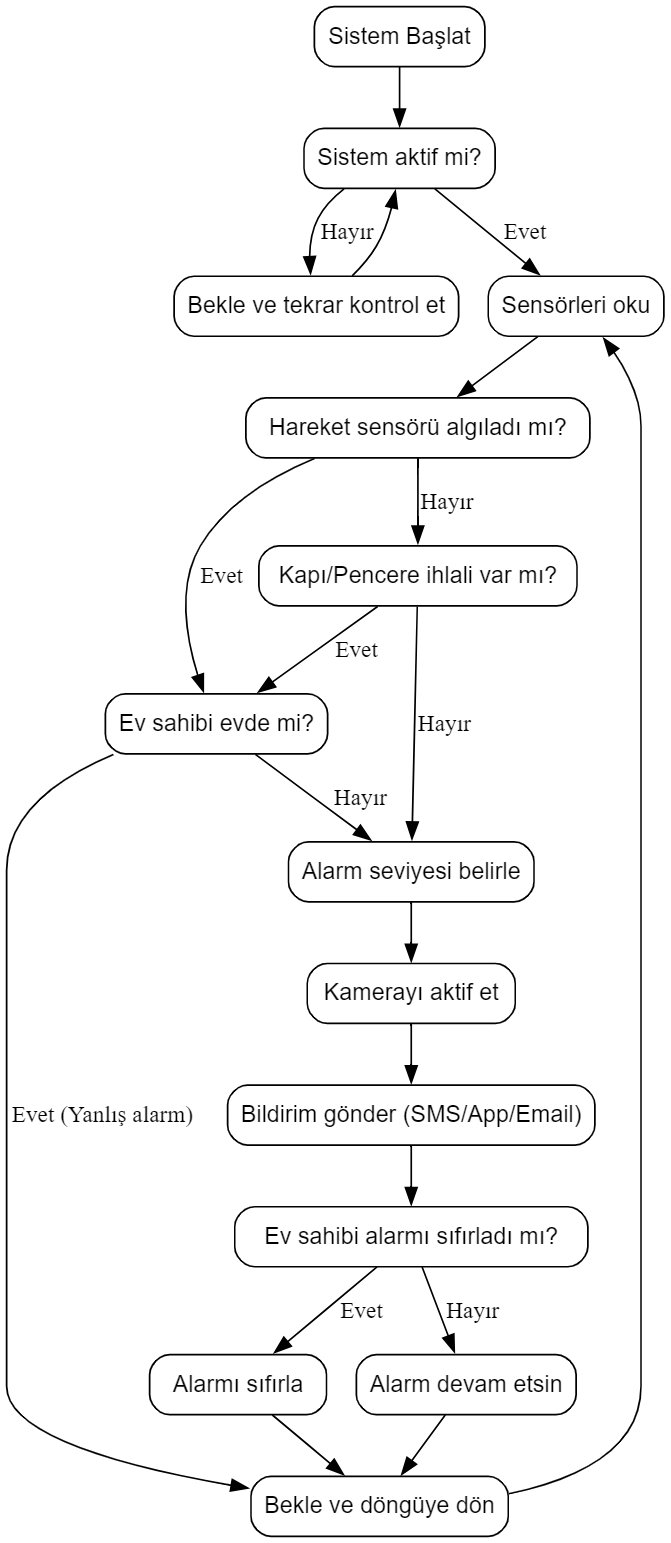 Sistem Başlat
Sistem aktif mi?
Hayır
Evet
Bekle ve tekrar kontrol et
Sensörleri oku
Hareket sensörü algıladı mı?
Hayır
Evet
Kapı/Pencere ihlali var mı?
Evet
Ev sahibi evde mi?
Hayır
Hayır
Alarm seviyesi belirle
Kamerayı aktif et
Evet (Yanlış alarm)
Bildirim gönder (SMS/App/Email)
Ev sahibi alarmı sıfırladı mı?
Evet
Hayır
Alarmı sıfırla
Alarm devam etsin
Bekle ve döngüye dön